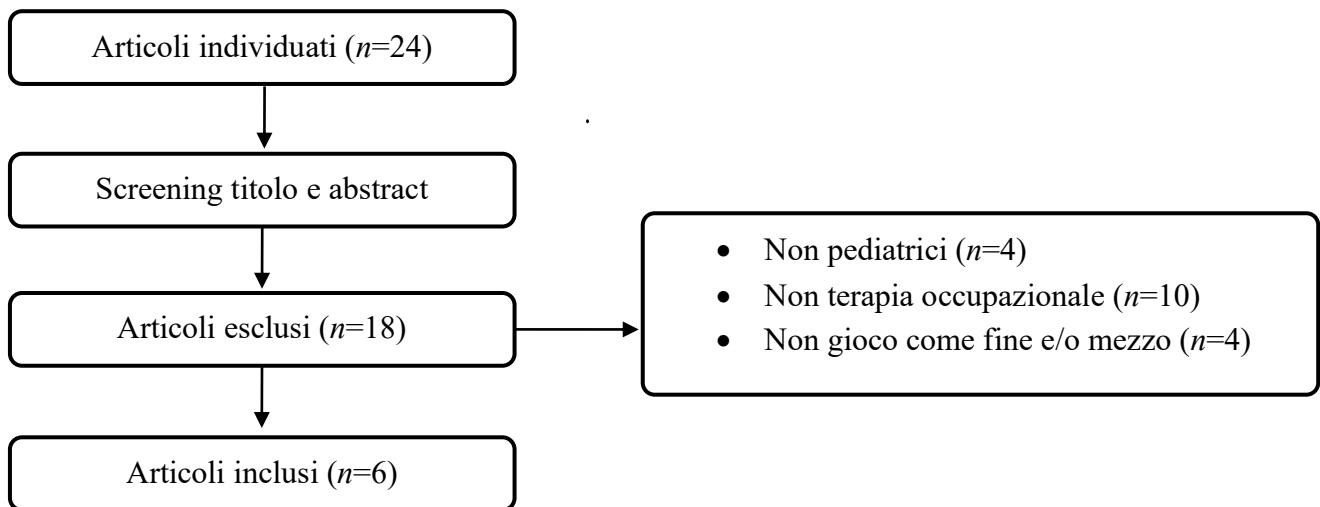 Articoli individuati (n=24)
Screening titolo e abstract
Articoli esclusi (n=18)
• Non pediatrici (n=4)
• Non terapia occupazionale (n=10)
• Non gioco come fine e/o mezzo (n=4)
Articoli inclusi (n=6)